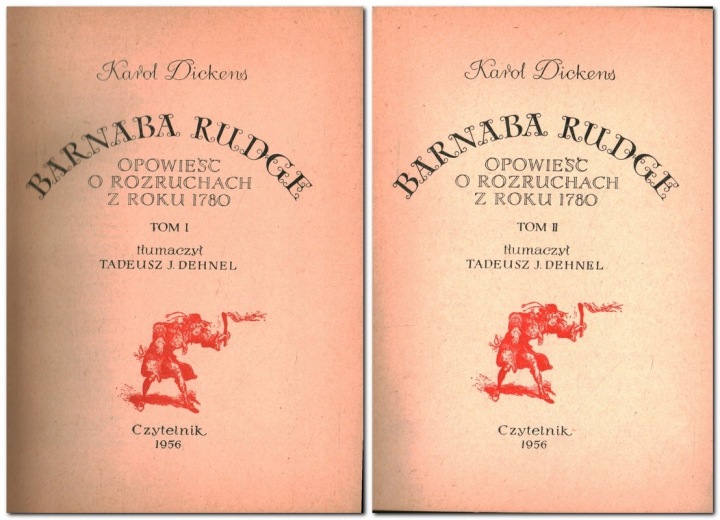 Karol Dickens
BARNABA RUDGE
OPOWIEŚĆ
O ROZRUCHACH
Z ROKU 1780
TOM I
tłumaczył
TADEUSZ J. DEHNEL
Czytelnik
1956
Karol Dickens
BARNABA RUDGE
OPOWIEŚĆ
O ROZRUCHACH
Z ROKU 1780
TOM II
tłumaczył
TADEUSZ J. DEHNEL
Czytelnik
1956